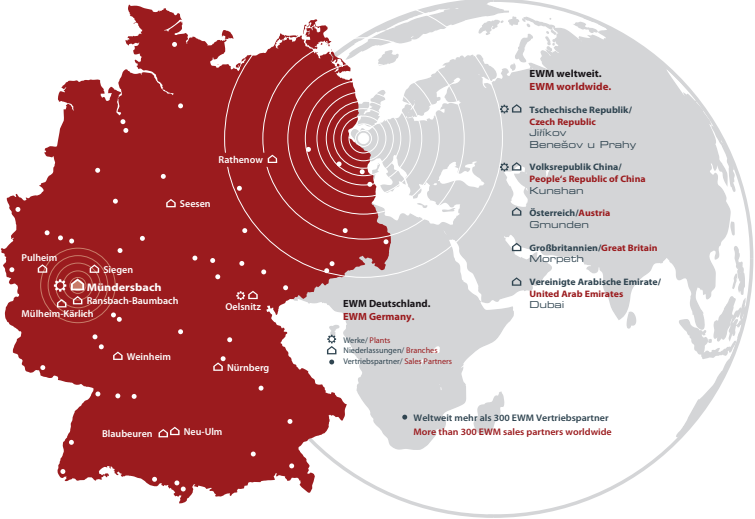 Rathenow
Seesen
Pulheim
Siegen
Mündersbach
Ransbach-Baumbach
Mülheim-Kärlich
Oelsnitz
Weinheim
Nürnberg
Blaubeuren
Neu-Ulm
EWM Deutschland.
EWM Germany.
Werke/ Plants
Niederlassungen/ Branches
Vertriebspartner/ Sales Partners
EWM weltweit.
EWM worldwide.
Tschechische Republik/
Czech Republic
Jiříkov
Benešov u Prahy
Volksrepublik China/
People's Republic of China
Kunshan
Österreich/Austria
Gmunden
Großbritannien/Great Britain
Morpeth
Vereinigte Arabische Emirate/
United Arab Emirates
Dubai
Weltweit mehr als 300 EWM Vertriebspartner
More than 300 EWM sales partners worldwide